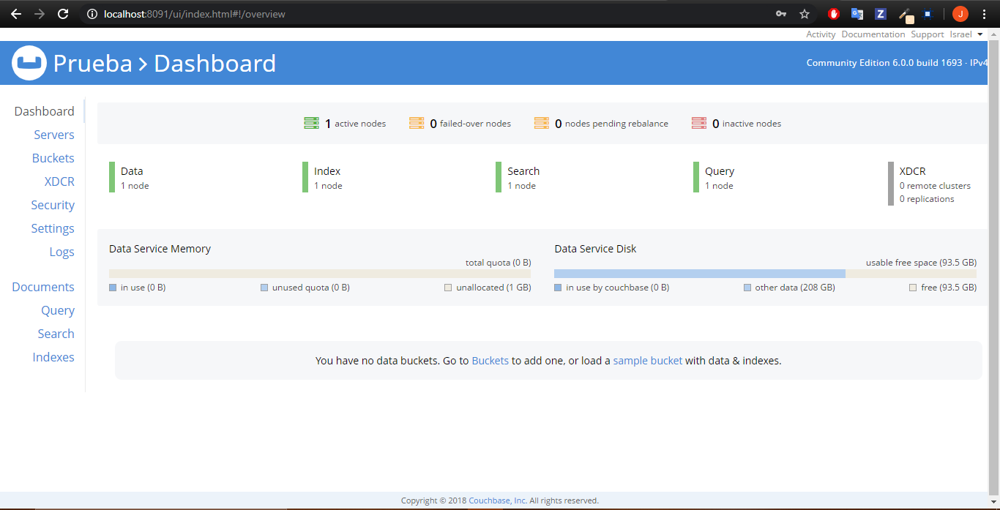 localhost:8091/ui/index.html#!/overview
Z
J
Activity Documentation Support Israel
Prueba > Dashboard
Community Edition 6.0.0 build 1693 · IPv4
Dashboard
Servers
Buckets
XDCR
Security
Settings
Logs
Documents
Query
Search
Indexes
1 active nodes 0 failed-over nodes 0 nodes pending rebalance 0 inactive nodes
Data
1 node
Index
1 node
Search
1 node
Query
1 node
XDCR
0 remote clusters
0 replications
Data Service Memory
total quota (0 B)
in use (0 B) unused quota (0 B) unallocated (1 GB)
Data Service Disk
usable free space (93.5 GB)
in use by couchbase (0 B) other data (208 GB) free (93.5 GB)
You have no data buckets. Go to Buckets to add one, or load a sample bucket with data & indexes.
Copyright © 2018 Couchbase, Inc. All rights reserved.